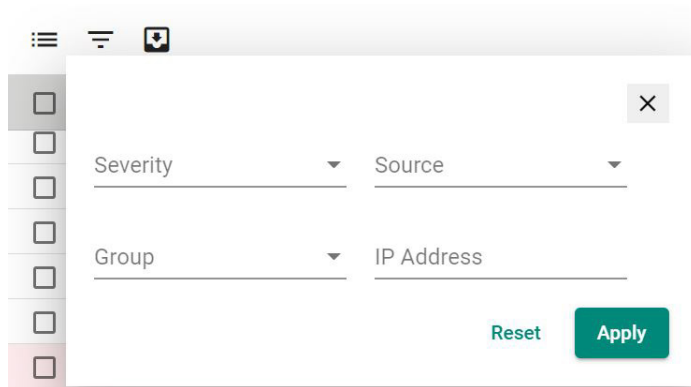 Severity
Source
Group
IP Address
Reset
Apply